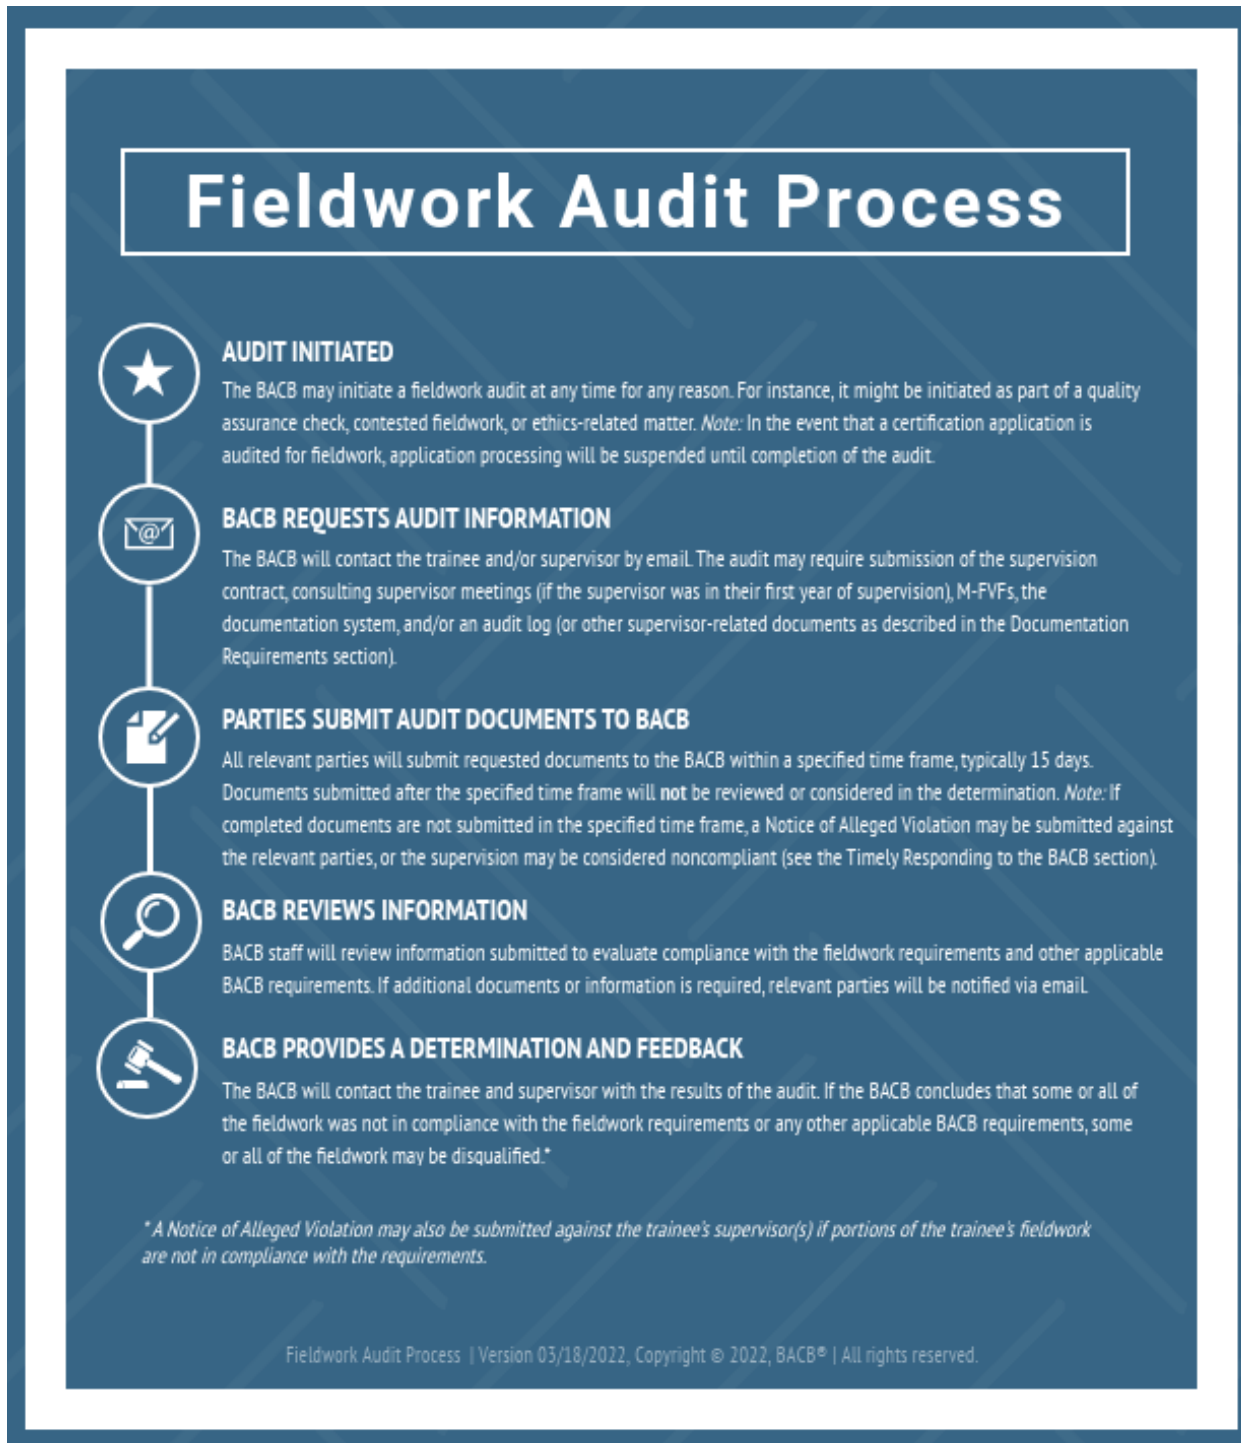 Fieldwork Audit Process
AUDIT INITIATED
The BACB may initiate a fieldwork audit at any time for any reason. For instance, it might be initiated as part of a quality
assurance check, contested fieldwork, or ethics-related matter. Note: In the event that a certification application is
audited for fieldwork, application processing will be suspended until completion of the audit.
@
BACB REQUESTS AUDIT INFORMATION
The BACB will contact the trainee and/or supervisor by email. The audit may require submission of the supervision
contract, consulting supervisor meetings (if the supervisor was in their first year of supervision), M-FVFs, the
documentation system, and/or an audit log (or other supervisor-related documents as described in the Documentation
Requirements section).
PARTIES SUBMIT AUDIT DOCUMENTS TO BACB
All relevant parties will submit requested documents to the BACB within a specified time frame, typically 15 days.
Documents submitted after the specified time frame will not be reviewed or considered in the determination. Note: If
completed documents are not submitted in the specified time frame, a Notice of Alleged Violation may be submitted against
the relevant parties, or the supervision may be considered noncompliant (see the Timely Responding to the BACB section).
BACB REVIEWS INFORMATION
BACB staff will review information submitted to evaluate compliance with the fieldwork requirements and other applicable
BACB requirements. If additional documents or information is required, relevant parties will be notified via email.
BACB PROVIDES A DETERMINATION AND FEEDBACK
The BACB will contact the trainee and supervisor with the results of the audit. If the BACB concludes that some or all of
the fieldwork was not in compliance with the fieldwork requirements or any other applicable BACB requirements, some
or all of the fieldwork may be disqualified.*
* A Notice of Alleged Violation may also be submitted against the trainee's supervisor(s) if portions of the trainee's fieldwork
are not in compliance with the requirements.
Fieldwork Audit Process | Version 03/18/2022, Copyright © 2022, BACB® | All rights reserved.